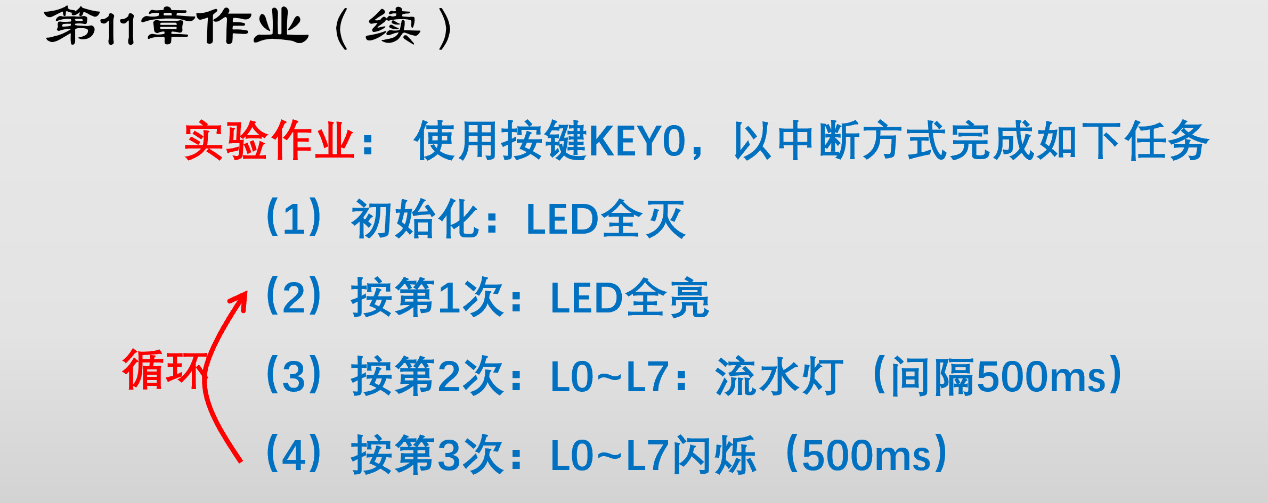 第11章作业（续）
实验作业： 使用按键KEY0，以中断方式完成如下任务
（1）初始化：LED全灭
（2）按第1次：LED全亮
循环
（3）按第2次：L0~L7：流水灯（间隔500ms）
（4）按第3次：L0~L7闪烁（500ms）